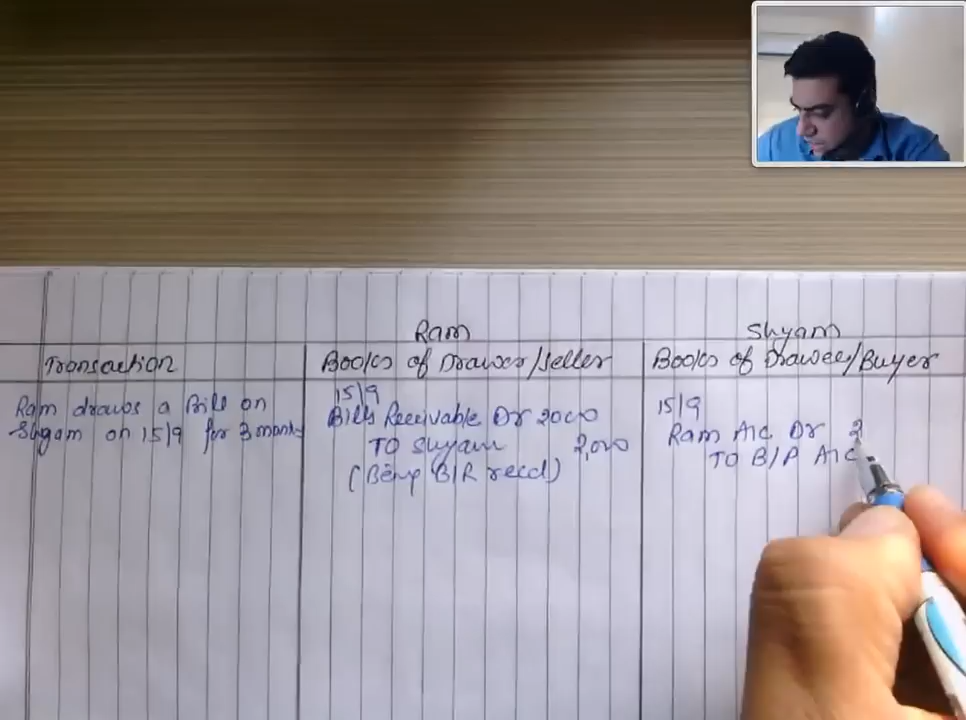 Ram
Shyam
Transaction
Books of Drawer/seller
Books of Drawee/Buyer
Ram draws a Bill on
Shyam on 15/9 for 3 months
15/9
Bills Receivable Dr 2000
TO Shyam 2,000
(Being B/R recd)
15/9
Ram A/c Dr 2
TO B/P A/c